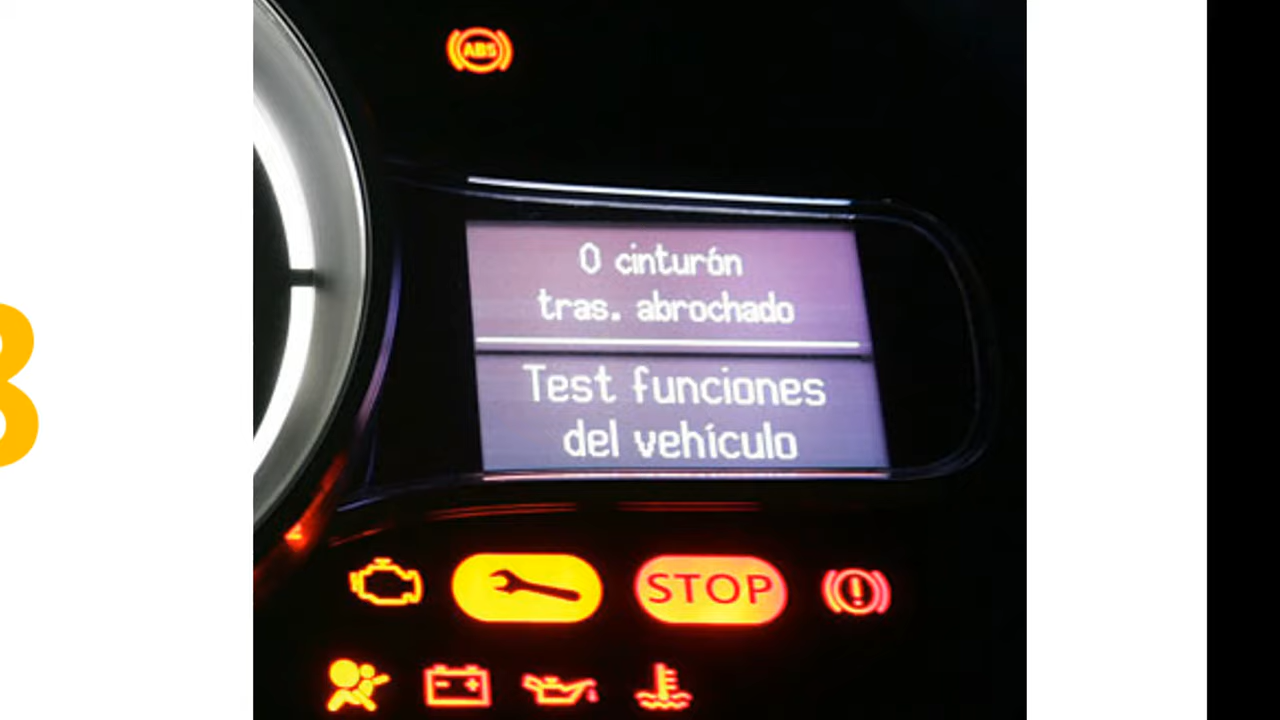 ABS
0 cinturón
tras. abrochado
Test funciones
del vehículo
STOP